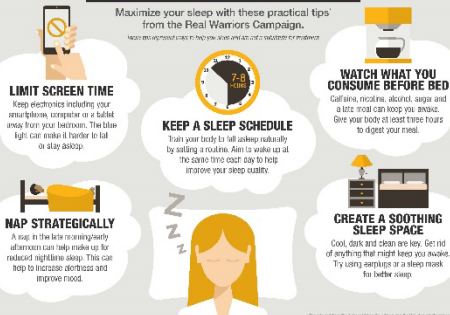 Maximize your sleep with these practical tips*
from the Real Warriors Campaign.
LIMIT SCREEN TIME
Keep electronics including your
smartphone, computer or a tablet
away from your bedroom. The blue
light can make it harder to fall
or stay asleep.
7-8
HOURS
KEEP A SLEEP SCHEDULE
Train your body to fall asleep naturally
by setting a routine. Aim to wake up at
the same time each day to help
improve your sleep quality.
WATCH WHAT YOU
CONSUME BEFORE BED
Caffeine, nicotine, alcohol, sugar and
a late meal can keep you awake.
Give your body at least three hours
to digest your meal.
NAP STRATEGICALLY
A nap in the late morning/early
afternoon can help make up for
reduced nighttime sleep. This can
help to increase alertness and
improve mood.
Z
Z
Z
CREATE A SOOTHING
SLEEP SPACE
Cool, dark and clean are key. Get rid
of anything that might keep you awake.
Try using earplugs or a sleep mask
for better sleep.